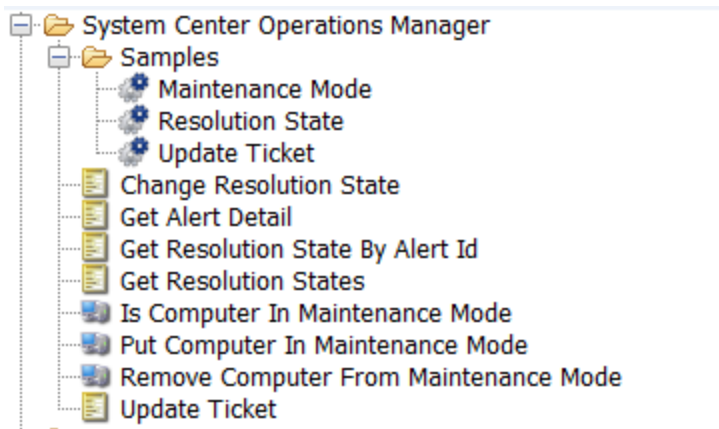 System Center Operations Manager
Samples
Maintenance Mode
Resolution State
Update Ticket
Change Resolution State
Get Alert Detail
Get Resolution State By Alert Id
Get Resolution States
Is Computer In Maintenance Mode
Put Computer In Maintenance Mode
Remove Computer From Maintenance Mode
Update Ticket